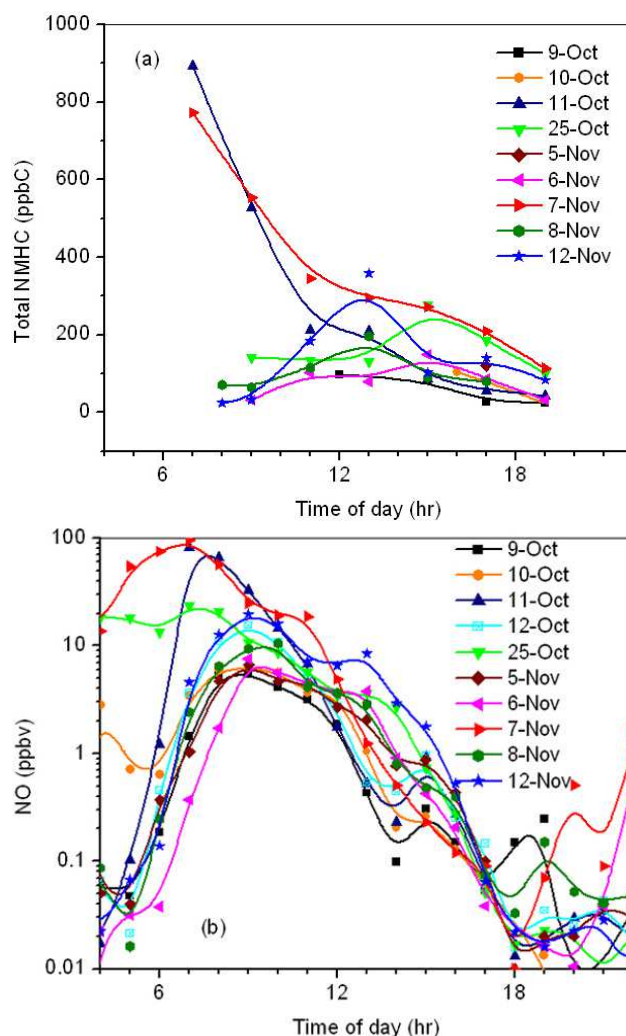 1000
(a)
9-Oct
10-Oct
800
11-Oct
25-Oct
5-Nov
600
6-Nov
7-Nov
8-Nov
400
12-Nov
200
0
Total NMHC (ppbC)
6 12 18
Time of day (hr)
100
9-Oct
10-Oct
11-Oct
10
12-Oct
25-Oct
5-Nov
6-Nov
1
7-Nov
8-Nov
12-Nov
0.1
(b)
0.01
NO (ppbv)
6 12 18
Time of day (hr)